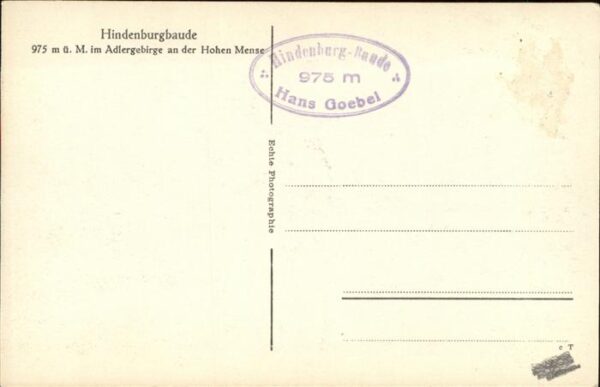 Hindenburgbaude
975 m ü. M. im Adlergebirge an der Hohen Mense
Hindenburg-Baude
975 m
Hans Goebel
Echte Photographie
c T